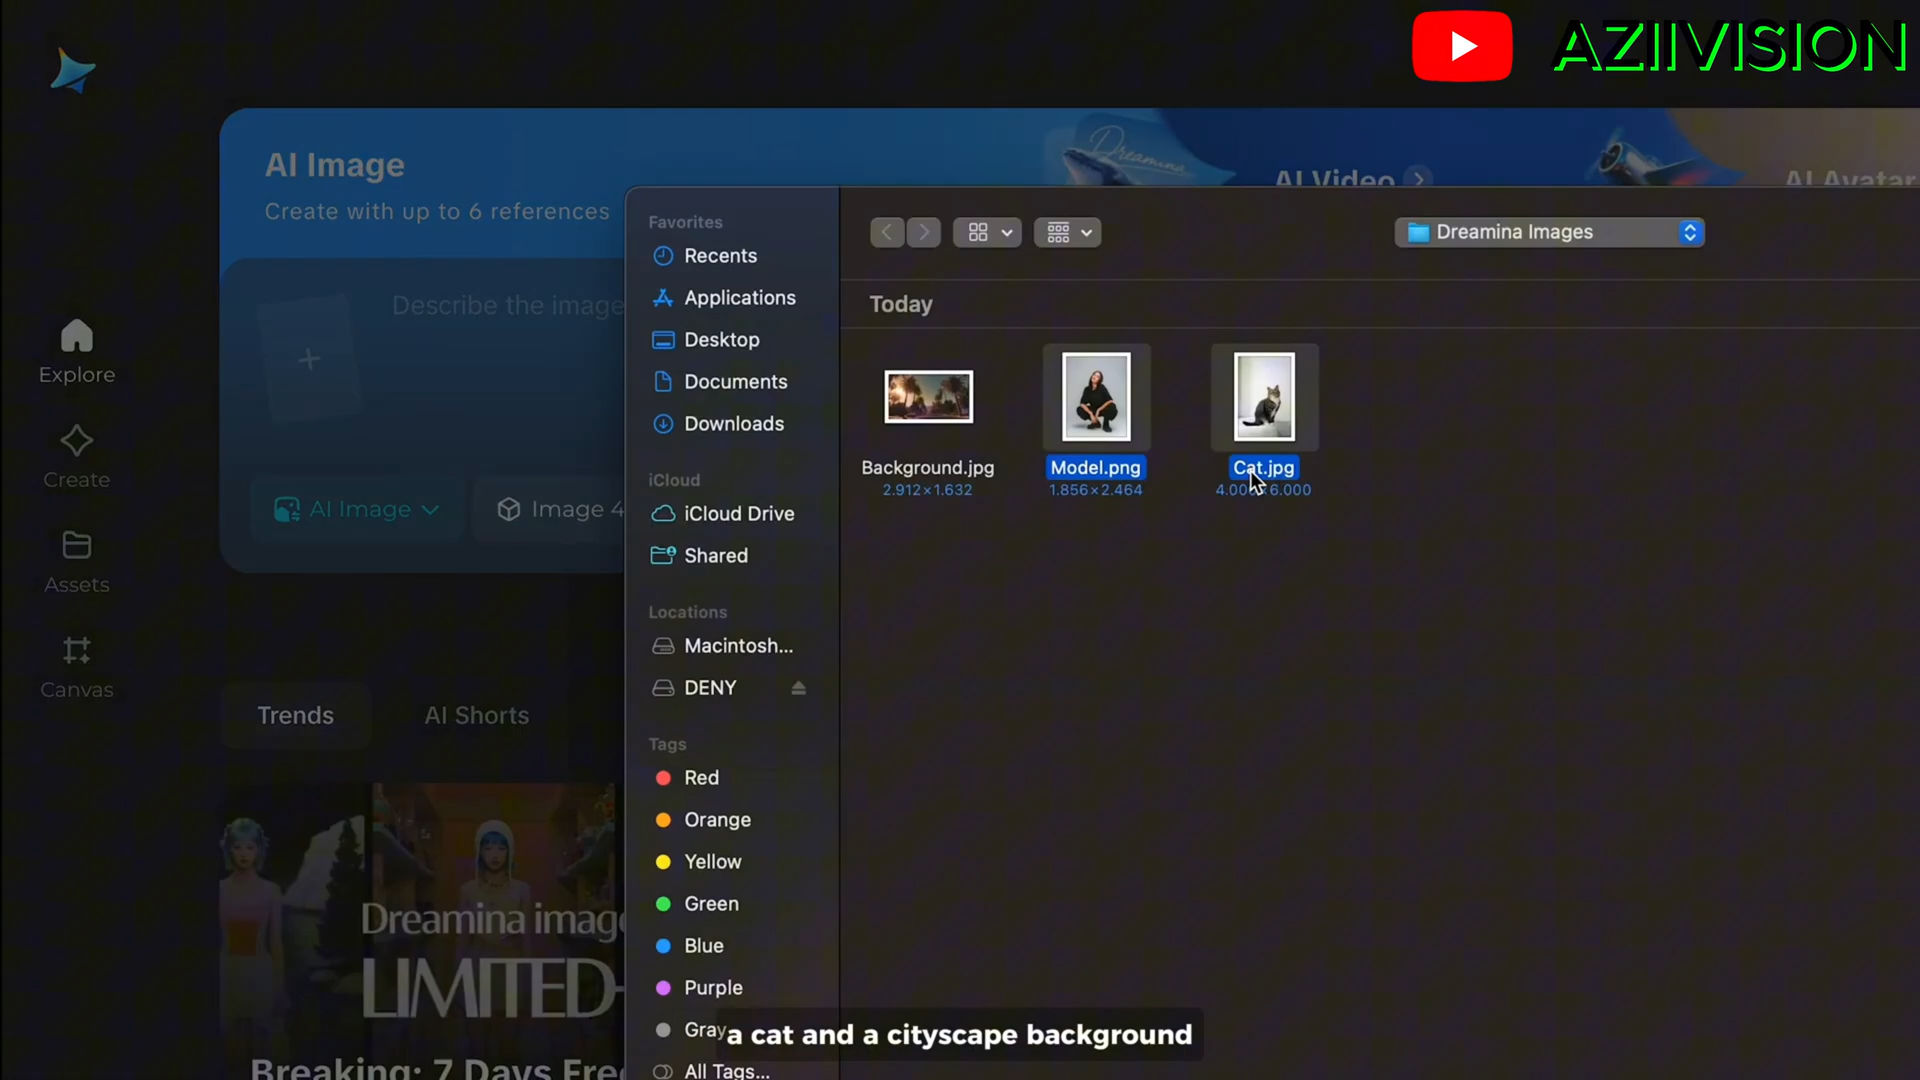 AZIIVISION
AI Image
Create with up to 6 references
Dreamina
AI Video
AI Avatar
Describe the image
AI Image
Image 4
Explore
Create
Assets
Canvas
Trends
AI Shorts
Dreamina imag
LIMITED-
Breaking: 7 Days Fre
Favorites
Recents
Applications
Desktop
Documents
Downloads
iCloud
iCloud Drive
Shared
Locations
Macintosh...
DENY
Tags
Red
Orange
Yellow
Green
Blue
Purple
Gray
All Tags...
Dreamina Images
Today
Background.jpg
2.912×1.632
Model.png
1.856×2.464
Cat.jpg
a cat and a cityscape background